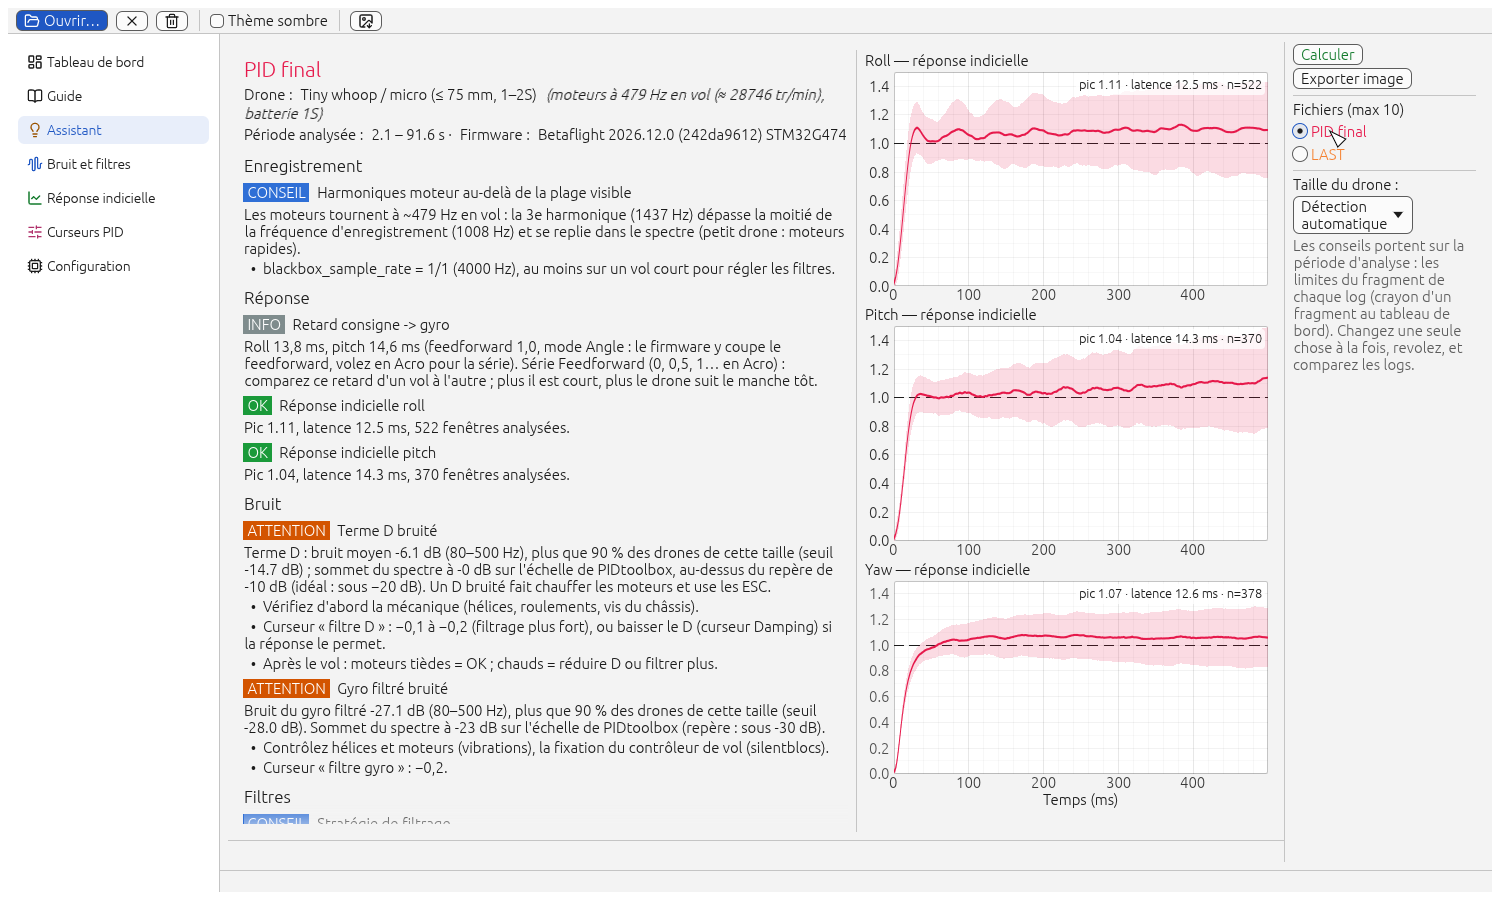 Ouvrir…
Thème sombre
Tableau de bord
Guide
Assistant
Bruit et filtres
Réponse indicielle
Curseurs PID
Configuration
PID final
Drone : Tiny whoop / micro (≤ 75 mm, 1–2S) (moteurs à 479 Hz en vol (≈ 28746 tr/min),
batterie 1S)
Période analysée : 2.1 – 91.6 s · Firmware : Betaflight 2026.12.0 (242da9612) STM32G474
Enregistrement
CONSEIL Harmoniques moteur au-delà de la plage visible
Les moteurs tournent à ~479 Hz en vol : la 3e harmonique (1437 Hz) dépasse la moitié de
la fréquence d'enregistrement (1008 Hz) et se replie dans le spectre (petit drone : moteurs
rapides).
• blackbox_sample_rate = 1/1 (4000 Hz), au moins sur un vol court pour régler les filtres.
Réponse
INFO Retard consigne -> gyro
Roll 13,8 ms, pitch 14,6 ms (feedforward 1,0, mode Angle : le firmware y coupe le
feedforward, volez en Acro pour la série). Série Feedforward (0, 0,5, 1… en Acro) :
comparez ce retard d'un vol à l'autre ; plus il est court, plus le drone suit le manche tôt.
OK Réponse indicielle roll
Pic 1.11, latence 12.5 ms, 522 fenêtres analysées.
OK Réponse indicielle pitch
Pic 1.04, latence 14.3 ms, 370 fenêtres analysées.
Bruit
ATTENTION Terme D bruité
Terme D : bruit moyen -6.1 dB (80–500 Hz), plus que 90 % des drones de cette taille (seuil
-14.7 dB) ; sommet du spectre à -0 dB sur l'échelle de PIDtoolbox, au-dessus du repère de
-10 dB (idéal : sous −20 dB). Un D bruité fait chauffer les moteurs et use les ESC.
• Vérifiez d'abord la mécanique (hélices, roulements, vis du châssis).
• Curseur « filtre D » : −0,1 à −0,2 (filtrage plus fort), ou baisser le D (curseur Damping) si
la réponse le permet.
• Après le vol : moteurs tièdes = OK ; chauds = réduire D ou filtrer plus.
ATTENTION Gyro filtré bruité
Bruit du gyro filtré -27.1 dB (80–500 Hz), plus que 90 % des drones de cette taille (seuil
-28.0 dB). Sommet du spectre à -23 dB sur l'échelle de PIDtoolbox (repère : sous -30 dB).
• Contrôlez hélices et moteurs (vibrations), la fixation du contrôleur de vol (silentblocs).
• Curseur « filtre gyro » : −0,2.
Filtres
CONSEIL Stratégie de filtrage
Roll — réponse indicielle
pic 1.11 · latence 12.5 ms · n=522
1.4
1.2
1.0
0.8
0.6
0.4
0.2
0.0
0 100 200 300 400
Pitch — réponse indicielle
pic 1.04 · latence 14.3 ms · n=370
1.4
1.2
1.0
0.8
0.6
0.4
0.2
0.0
0 100 200 300 400
Yaw — réponse indicielle
pic 1.07 · latence 12.6 ms · n=378
1.4
1.2
1.0
0.8
0.6
0.4
0.2
0.0
0 100 200 300 400
Temps (ms)
Calculer
Exporter image
Fichiers (max 10)
PID final
LAST
Taille du drone :
Détection
automatique
Les conseils portent sur la
période d'analyse : les
limites du fragment de
chaque log (crayon d'un
fragment au tableau de
bord). Changez une seule
chose à la fois, revolez, et
comparez les logs.